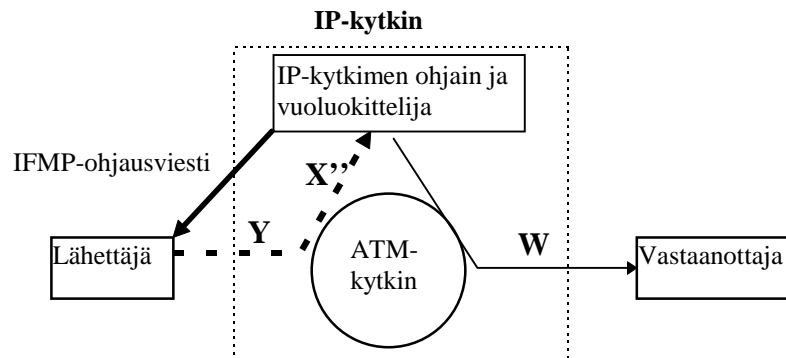 IP-kytkin
IP-kytkimen ohjain ja
vuoluokittelija
IFMP-ohjausviesti
X’’
Y
W
Lähettäjä
ATM-
kytkin
Vastaanottaja